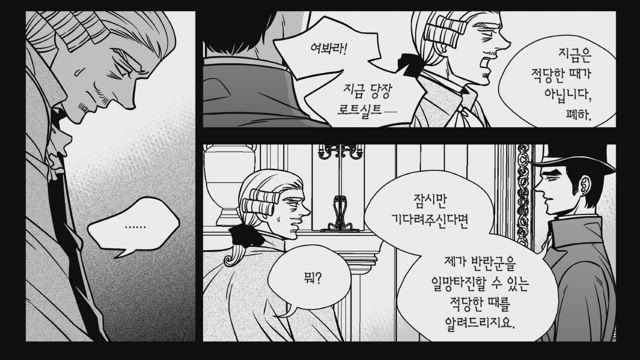 ……
여봐라!
지금 당장
로트실트―
지금은
적당한 때가
아닙니다,
폐하.
잠시만
기다려주신다면
뭐?
제가 반란군을
일망타진할 수 있는
적당한 때를
알려드리지요.